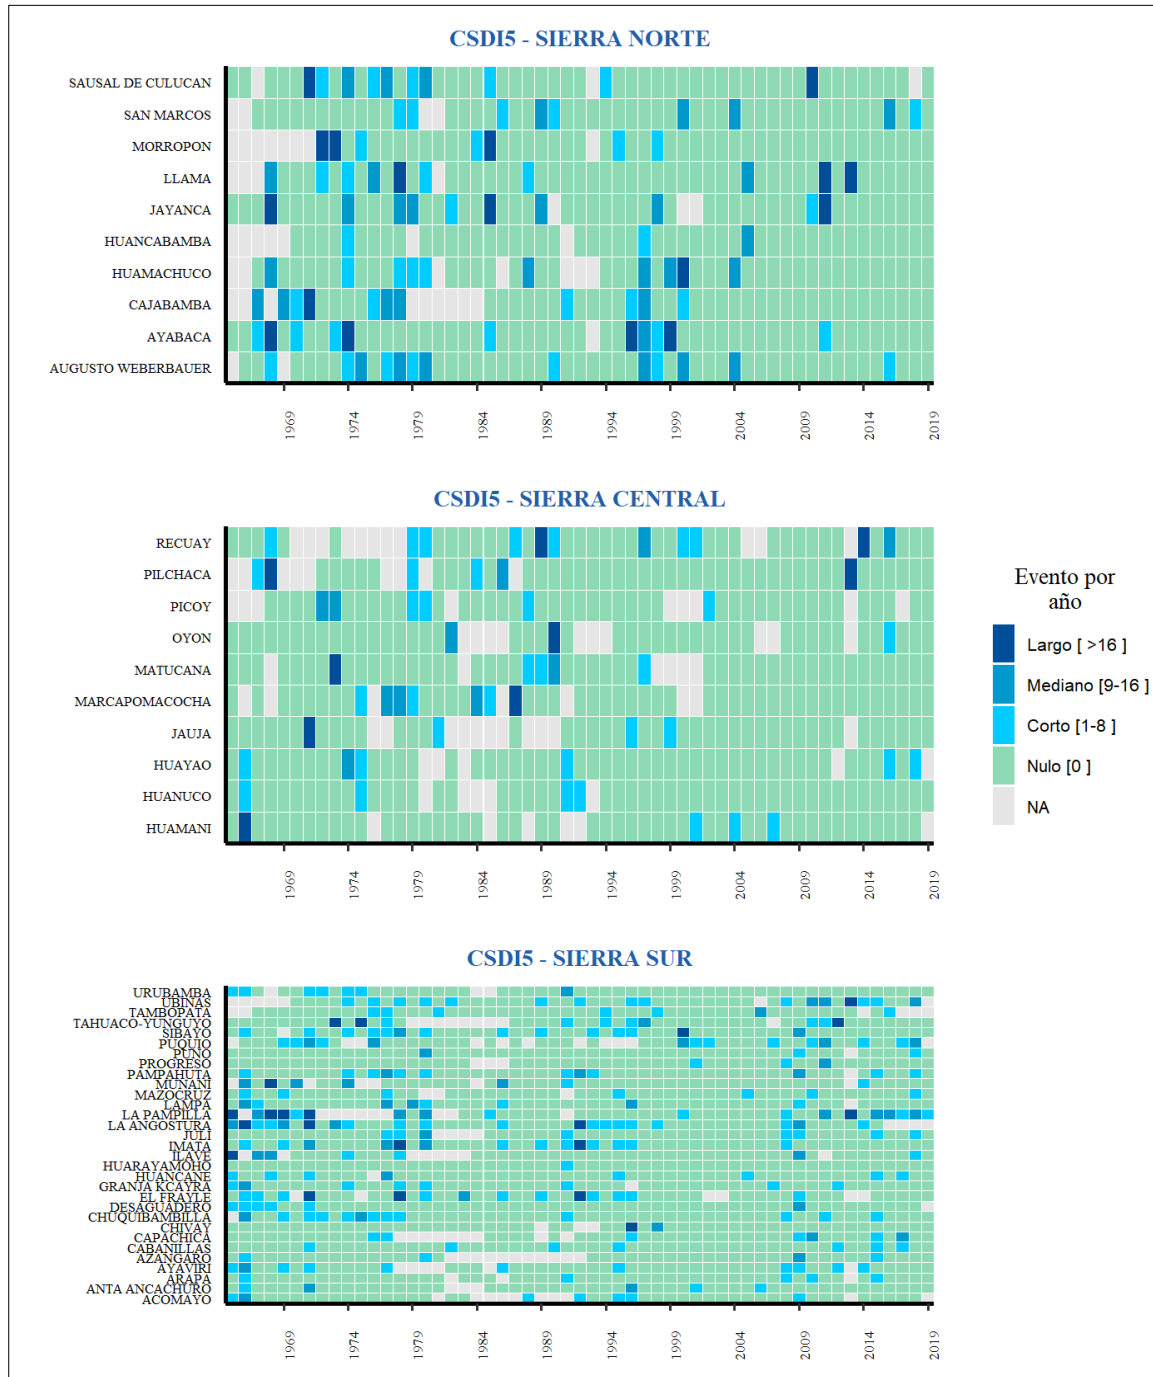 CSDI5 - SIERRA NORTE
SAUSAL DE CULUCAN
SAN MARCOS
MORROPON
LLAMA
JAYANCA
HUANCABAMBA
HUAMACHUCO
CAJABAMBA
AYABACA
AUGUSTO WEBERBAUER
1969 1974 1979 1984 1989 1994 1999 2004 2009 2014 2019
CSDI5 - SIERRA CENTRAL
RECUAY
PILCHACA
PICOY
OYON
MATUCANA
MARCAPOMACOCHA
JAUJA
HUAYAO
HUANUCO
HUAMANI
1969 1974 1979 1984 1989 1994 1999 2004 2009 2014 2019
Evento por
año
Largo [ >16 ]
Mediano [9-16 ]
Corto [1-8 ]
Nulo [0 ]
NA
CSDI5 - SIERRA SUR
URUBAMBA
UBINAS
TAMBOPATA
TAHUACO-YUNGUYO
SIBAYO
PUQUIO
PUNO
PROGRESO
PAMPAHUTA
MUNANI
MAZOCRUZ
LAMPA
LA PAMPILLA
LA ANGOSTURA
JULI
IMATA
ILAVE
HUARAYAMOHO
HUANCANE
GRANJA KCAYRA
EL FRAYLE
DESAGUADERO
CHUQUIBAMBILLA
CHIVAY
CAPACHICA
CABANILLAS
AZANGARO
AYAVIRI
ARAPA
ANTA ANCACHURO
ACOMAYO
1969 1974 1979 1984 1989 1994 1999 2004 2009 2014 2019